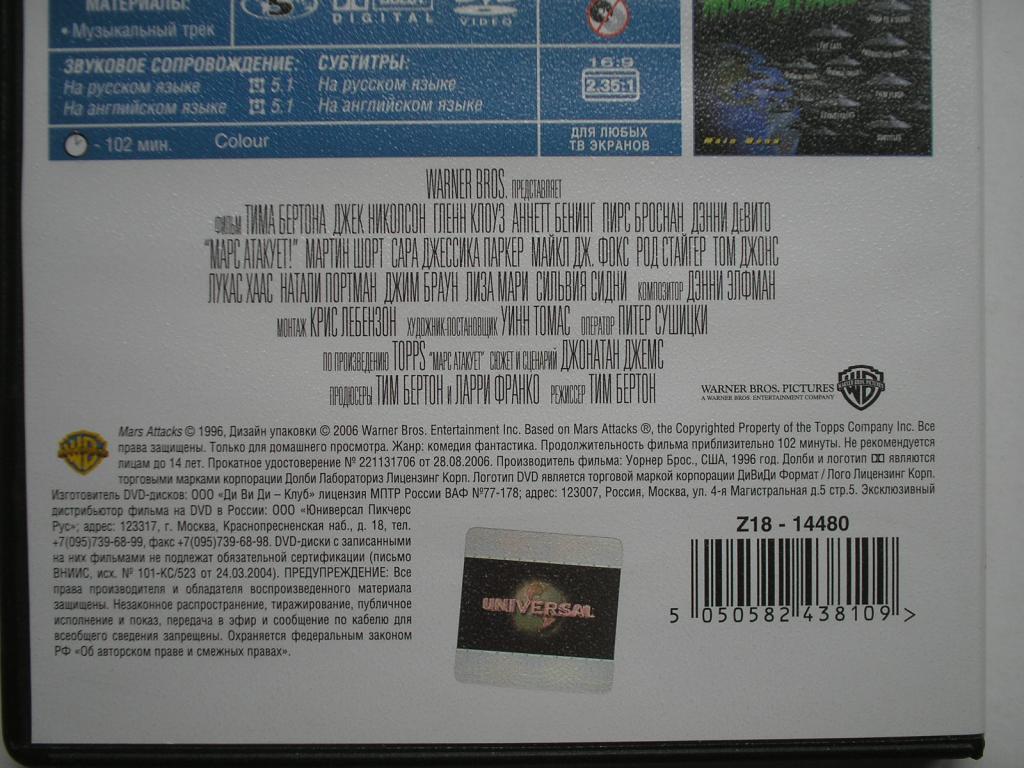 МАТЕРИАЛЫ:
• Музыкальный трек
DIGITAL
VIDEO
ЗВУКОВОЕ СОПРОВОЖДЕНИЕ:
На русском языке 5.1
На английском языке 5.1
СУБТИТРЫ:
На русском языке
На английском языке
16:9
2.35:1
- 102 мин. Colour
ДЛЯ ЛЮБЫХ
ТВ ЭКРАНОВ
Main Menu
WARNER BROS. ПРЕДСТАВЛЯЕТ
ФИЛЬМ ТИМА БЕРТОНА ДЖЕК НИКОЛСОН ГЛЕНН КЛОУЗ АННЕТТ БЕНИНГ ПИРС БРОСНАН ДЭННИ ДеВИТО
"МАРС АТАКУЕТ!" МАРТИН ШОРТ САРА ДЖЕССИКА ПАРКЕР МАЙКЛ ДЖ. ФОКС РОД СТАЙГЕР ТОМ ДЖОНС
ЛУКАС ХААС НАТАЛИ ПОРТМАН ДЖИМ БРАУН ЛИЗА МАРИ СИЛЬВИЯ СИДНИ КОМПОЗИТОР ДЭННИ ЭЛФМАН
МОНТАЖ КРИС ЛЕБЕНЗОН ХУДОЖНИК-ПОСТАНОВЩИК УИНН ТОМАС ОПЕРАТОР ПИТЕР СУШИЦКИ
ПО ПРОИЗВЕДЕНИЮ TOPPS "МАРС АТАКУЕТ" СЮЖЕТ И СЦЕНАРИЙ ДЖОНАТАН ДЖЕМС
ПРОДЮСЕРЫ ТИМ БЕРТОН И ЛАРРИ ФРАНКО РЕЖИССЕР ТИМ БЕРТОН
WARNER BROS. PICTURES
A WARNER BROS. ENTERTAINMENT COMPANY
Mars Attacks © 1996, Дизайн упаковки © 2006 Warner Bros. Entertainment Inc. Based on Mars Attacks ®, the Copyrighted Property of the Topps Company Inc. Все
права защищены. Только для домашнего просмотра. Жанр: комедия фантастика. Продолжительность фильма приблизительно 102 минуты. Не рекомендуется
лицам до 14 лет. Прокатное удостоверение № 221131706 от 28.08.2006. Производитель фильма: Уорнер Брос., США, 1996 год. Долби и логотип являются
торговыми марками корпорации Долби Лабораториз Лицензинг Корп. Логотип DVD является торговой маркой корпорации ДиВиДи Формат / Лого Лицензинг Корп.
Изготовитель DVD-дисков: ООО «Ди Ви Ди – Клуб» лицензия МПТР России ВАФ №77-178; адрес: 123007, Россия, Москва, ул. 4-я Магистральная д.5 стр.5. Эксклюзивный
дистрибьютор фильма на DVD в России: ООО «Юниверсал Пикчерс
Рус»; адрес: 123317, г. Москва, Краснопресненская наб., д. 18, тел.
+7(095)739-68-99, факс +7(095)739-68-98. DVD-диски с записанными
на них фильмами не подлежат обязательной сертификации (письмо
ВНИИС, исх. № 101-КС/523 от 24.03.2004). ПРЕДУПРЕЖДЕНИЕ: Все
права производителя и обладателя воспроизведенного материала
защищены. Незаконное распространение, тиражирование, публичное
исполнение и показ, передача в эфир и сообщение по кабелю для
всеобщего сведения запрещены. Охраняется федеральным законом
РФ «Об авторском праве и смежных правах».
UNIVERSAL
Z18 - 14480
5 050582 438109 >